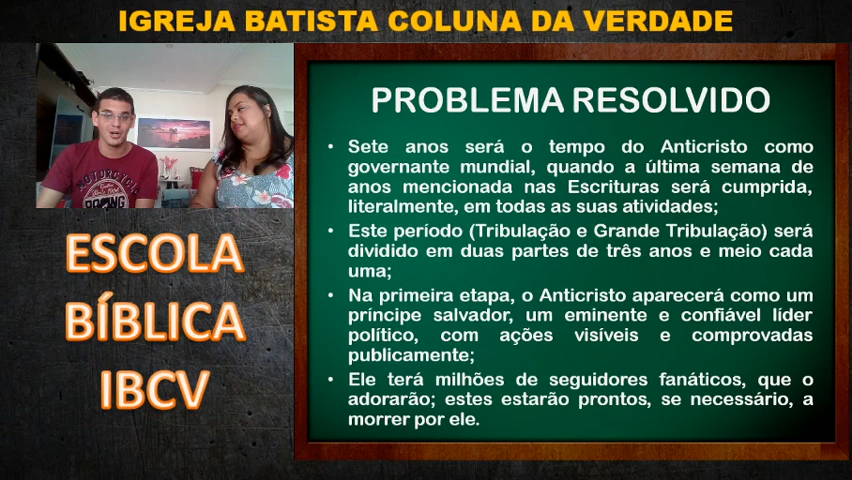 IGREJA BATISTA COLUNA DA VERDADE
MOTORCYCLE
RACING
ESCOLA
BÍBLICA
IBCV
PROBLEMA RESOLVIDO
• Sete anos será o tempo do Anticristo como
governante mundial, quando a última semana de
anos mencionada nas Escrituras será cumprida,
literalmente, em todas as suas atividades;
• Este período (Tribulação e Grande Tribulação) será
dividido em duas partes de três anos e meio cada
uma;
• Na primeira etapa, o Anticristo aparecerá como um
príncipe salvador, um eminente e confiável líder
político, com ações visíveis e comprovadas
publicamente;
• Ele terá milhões de seguidores fanáticos, que o
adorarão; estes estarão prontos, se necessário, a
morrer por ele.